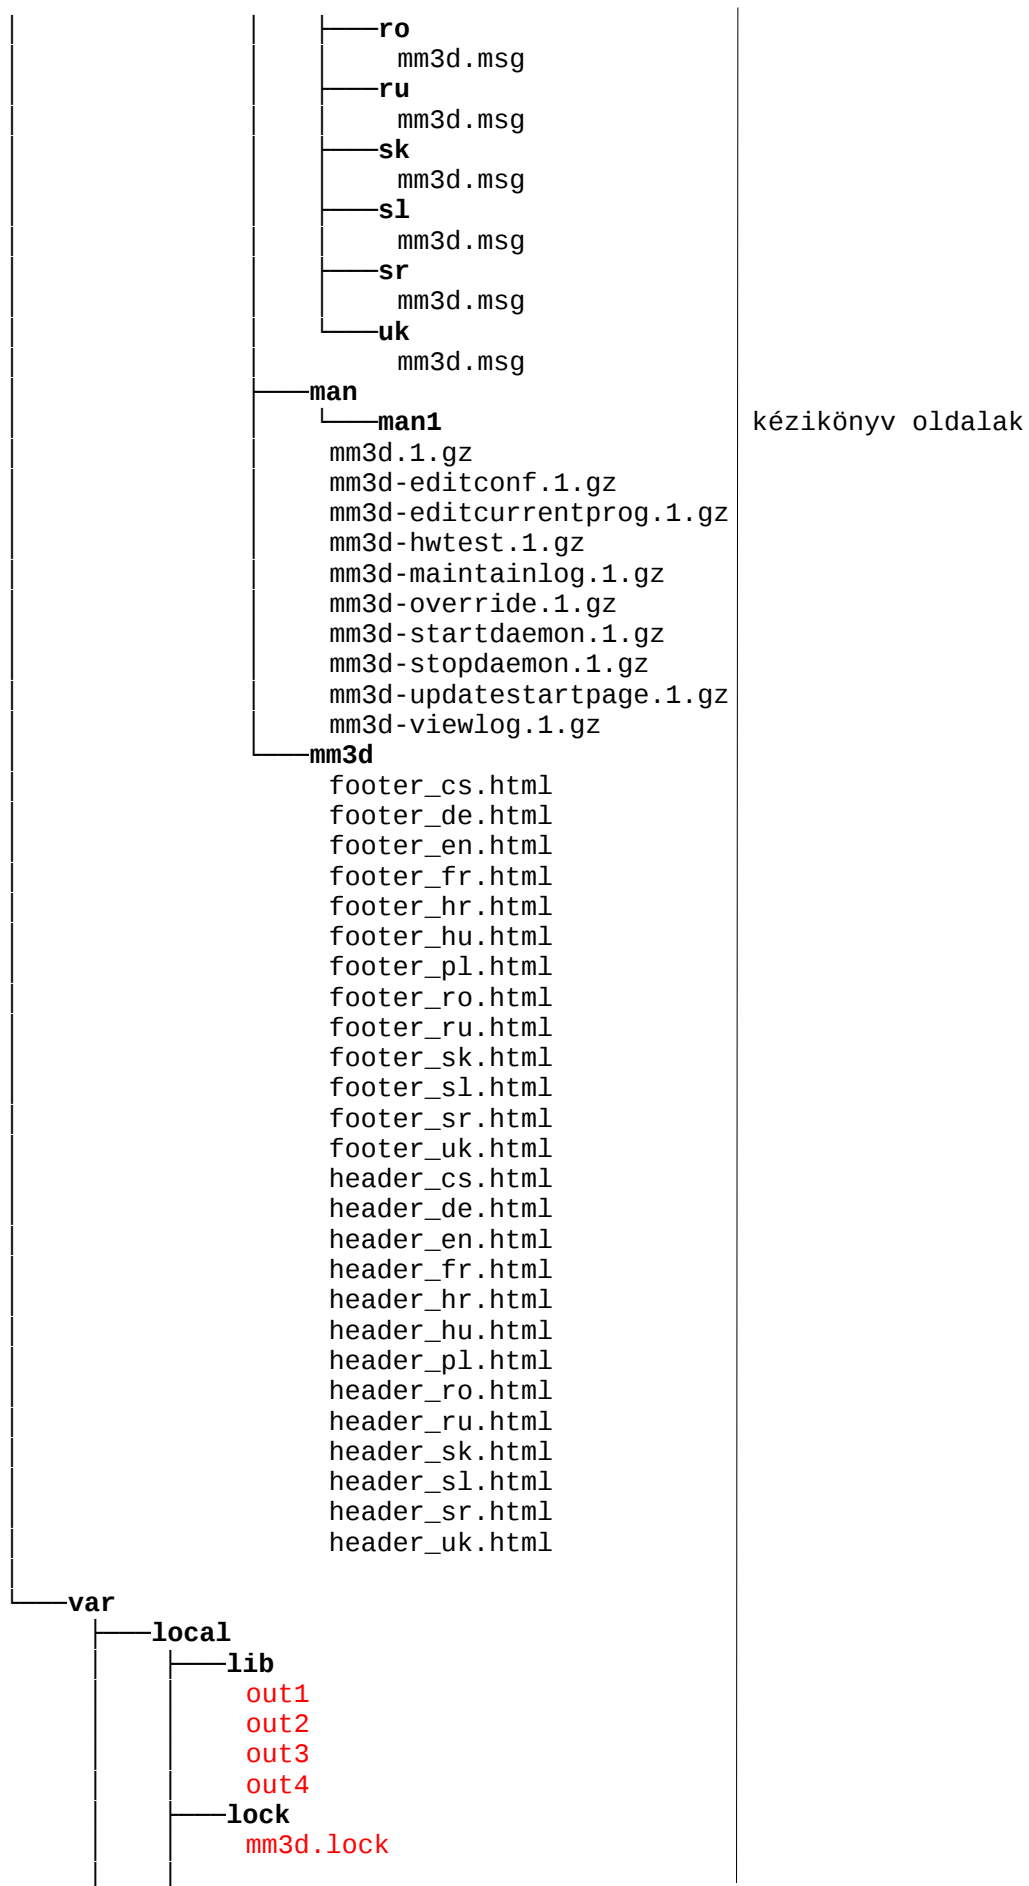 ro
mm3d.msg
ru
mm3d.msg
sk
mm3d.msg
sl
mm3d.msg
sr
mm3d.msg
uk
mm3d.msg
man
man1 kézikönyv oldalak
mm3d.1.gz
mm3d-editconf.1.gz
mm3d-editcurrentprog.1.gz
mm3d-hwtest.1.gz
mm3d-maintainlog.1.gz
mm3d-override.1.gz
mm3d-startdaemon.1.gz
mm3d-stopdaemon.1.gz
mm3d-updatestartpage.1.gz
mm3d-viewlog.1.gz
mm3d
footer_cs.html
footer_de.html
footer_en.html
footer_fr.html
footer_hr.html
footer_hu.html
footer_pl.html
footer_ro.html
footer_ru.html
footer_sk.html
footer_sl.html
footer_sr.html
footer_uk.html
header_cs.html
header_de.html
header_en.html
header_fr.html
header_hr.html
header_hu.html
header_pl.html
header_ro.html
header_ru.html
header_sk.html
header_sl.html
header_sr.html
header_uk.html
var
local
lib
out1
out2
out3
out4
lock
mm3d.lock